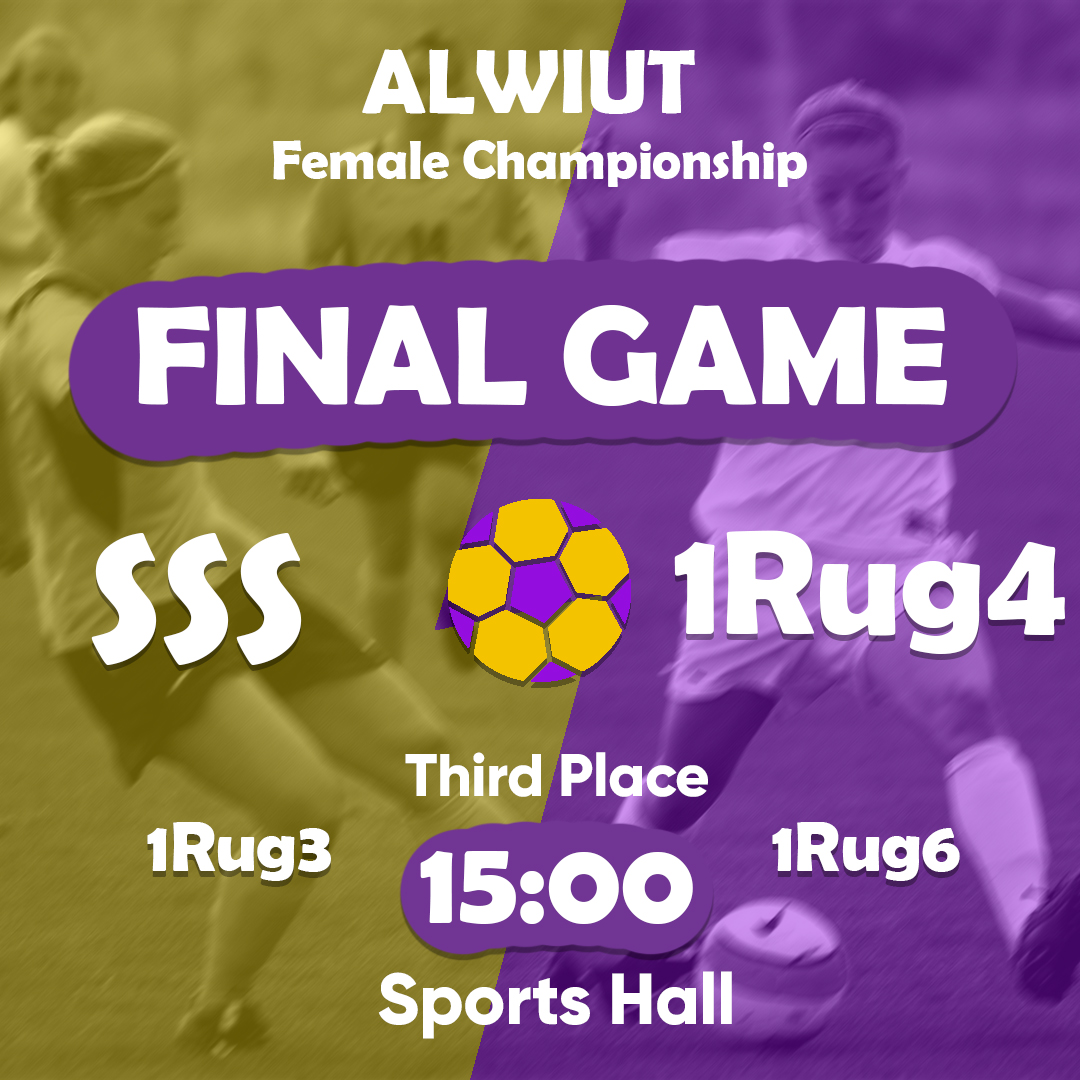 ALWIUT
Female Championship
FINAL GAME
SSS
1Rug4
Third Place
1Rug3
1Rug6
15:00
Sports Hall